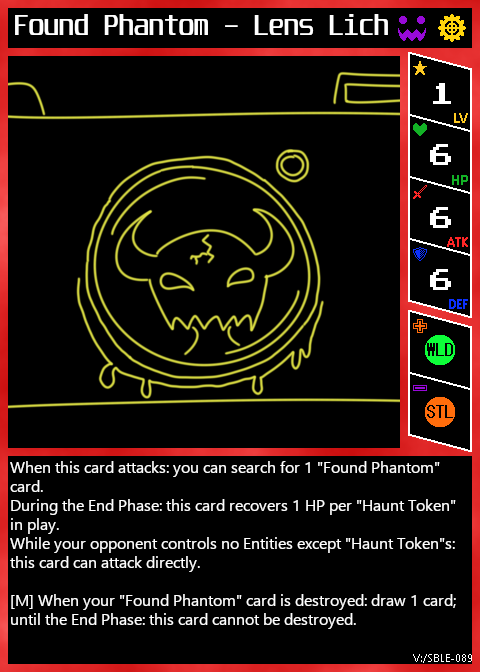 Found Phantom - Lens Lich
1
LV
6
HP
6
ATK
6
DEF
WLD
STL
When this card attacks: you can search for 1 "Found Phantom"
card.
During the End Phase: this card recovers 1 HP per "Haunt Token"
in play.
While your opponent controls no Entities except "Haunt Token"s:
this card can attack directly.
[M] When your "Found Phantom" card is destroyed: draw 1 card;
until the End Phase: this card cannot be destroyed.
V:/SBLE-089